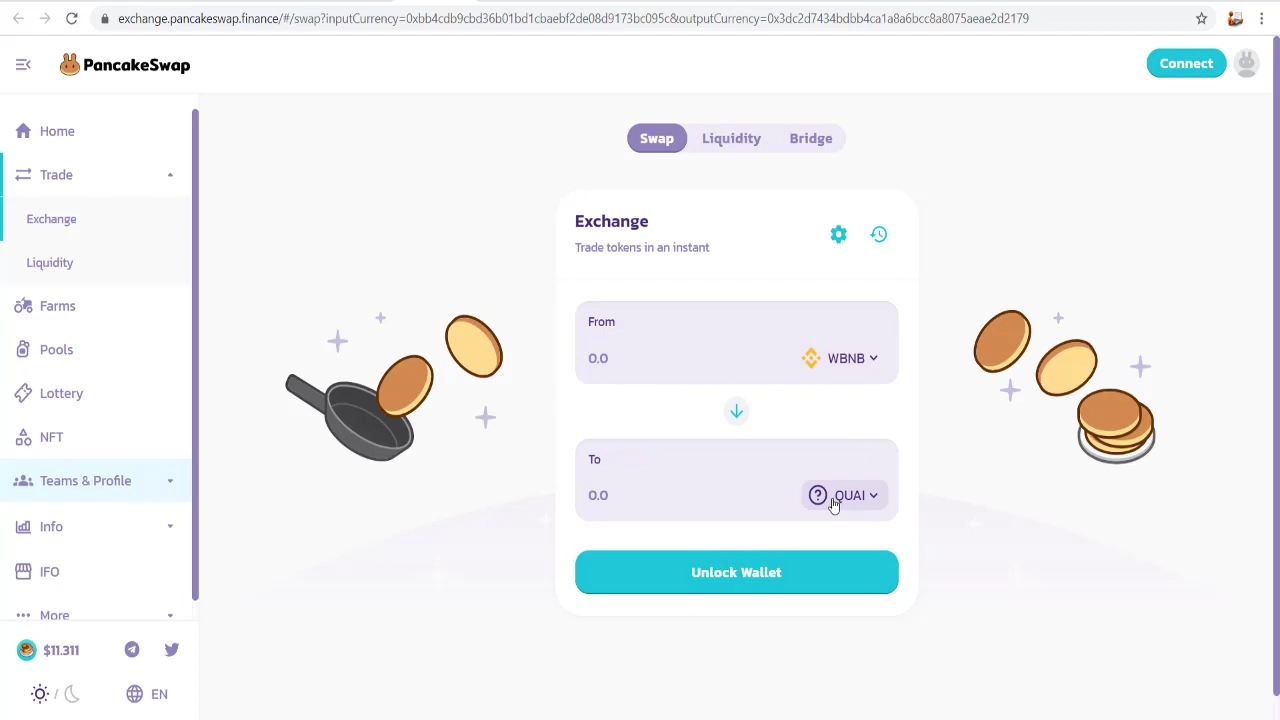 exchange.pancakeswap.finance/#/swap?inputCurrency=0xbb4cdb9cbd36b01bd1cbaebf2de08d9173bc095c&outputCurrency=0x3dc2d7434bdbb4ca1a8a6bcc8a8075aeae2d2179
PancakeSwap
Connect
Home
Trade
Exchange
Liquidity
Farms
Pools
Lottery
NFT
Teams & Profile
Info
IFO
More
$11.311
/
EN
Swap Liquidity Bridge
Exchange
Trade tokens in an instant
From
0.0 WBNB
To
0.0 QUAI
Unlock Wallet